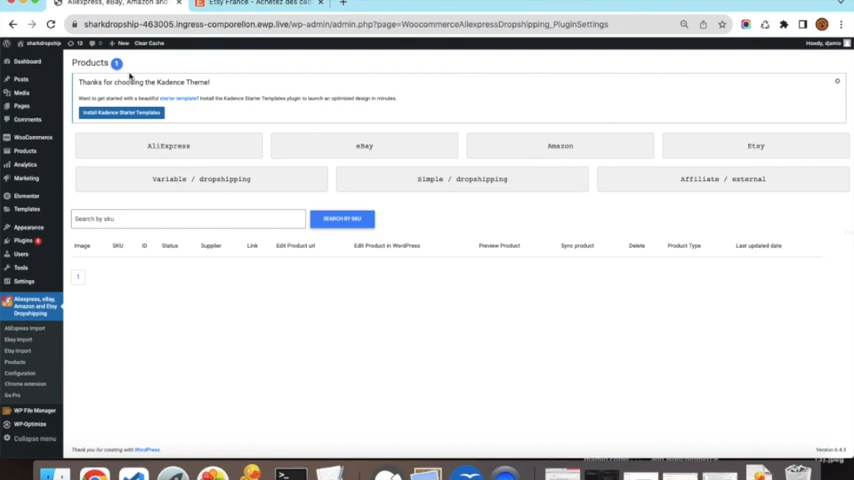 Aliexpress, eBay, Amazon and
Etsy France - Achetez des ca
sharkdropship-463005.ingress-comporellon.ewp.live/wp-admin/admin.php?page=WoocommerceAliexpressDropshipping_PluginSettings
sharkdropship
12
3
New
Clear Cache
Howdy, djamia
Dashboard
Posts
Media
Pages
Comments
WooCommerce
Products
Analytics
Marketing
Elementor
Templates
Appearance
Plugins
Users
Tools
Settings
Aliexpress, eBay,
Amazon and Etsy
Dropshipping
AliExpress Import
Ebay import
Etsy import
Products
Configuration
Chrome extension
Go Pro
WP File Manager
WP-Optimize
Collapse menu
Products 1
Thanks for choosing the Kadence Theme!
Want to get started with a beautiful starter template? Install the Kadence Starter Templates plugin to launch an optimized design in minutes.
Install Kadence Starter Templates
AliExpress
eBay
Amazon
Etsy
Variable / dropshipping
Simple / dropshipping
Affiliate / external
Search by sku
SEARCH BY SKU
Image SKU ID Status Supplier Link Edit Product url Edit Product in WordPress Preview Product Sync product Delete Product Type Last updated date
1
Thank you for creating with WordPress.
Version 6.4.3